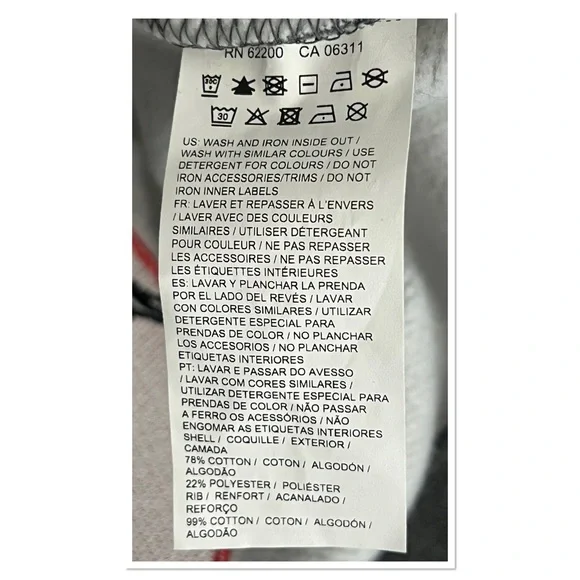 RN 62200 CA 06311
30
US: WASH AND IRON INSIDE OUT /
WASH WITH SIMILAR COLOURS / USE
DETERGENT FOR COLOURS / DO NOT
IRON ACCESSORIES/TRIMS / DO NOT
IRON INNER LABELS
FR: LAVER ET REPASSER À L'ENVERS
/ LAVER AVEC DES COULEURS
SIMILAIRES / UTILISER DÉTERGEANT
POUR COULEUR / NE PAS REPASSER
LES ACCESSOIRES / NE PAS REPASSER
LES ÉTIQUETTES INTÉRIEURES
ES: LAVAR Y PLANCHAR LA PRENDA
POR EL LADO DEL REVÉS / LAVAR
CON COLORES SIMILARES / UTILIZAR
DETERGENTE ESPECIAL PARA
PRENDAS DE COLOR / NO PLANCHAR
LOS ACCESORIOS / NO PLANCHAR
ETIQUETAS INTERIORES
PT: LAVAR E PASSAR DO AVESSO
/ LAVAR COM CORES SIMILARES /
UTILIZAR DETERGENTE ESPECIAL PARA
PRENDAS DE COLOR / NÃO PASSAR
A FERRO OS ACESSÓRIOS / NÃO
ENGOMAR AS ETIQUETAS INTERIORES
SHELL / COQUILLE / EXTERIOR /
CAMADA
78% COTTON / COTON / ALGODÓN /
ALGODÃO
22% POLYESTER / POLIÉSTER
RIB / RENFORT / ACANALADO /
REFORÇO
99% COTTON / COTON / ALGODÓN /
ALGODÃO